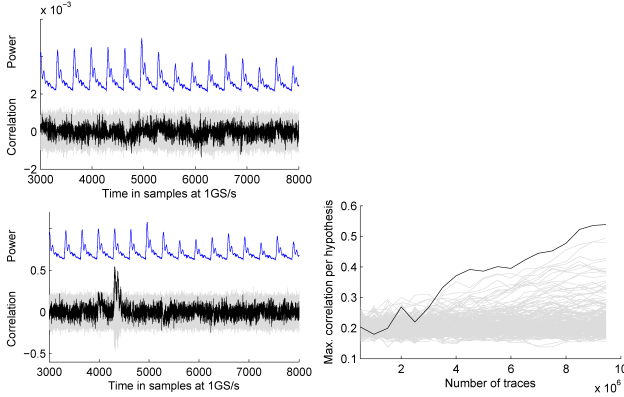 x 10⁻³
Power
Correlation
2
0
−2
3000 4000 5000 6000 7000 8000
Time in samples at 1GS/s
Power
Correlation
0.5
0
−0.5
3000 4000 5000 6000 7000 8000
Time in samples at 1GS/s
Max. correlation per hypothesis
0.6
0.5
0.4
0.3
0.2
0.1
2 4 6 8
Number of traces
x 10⁶